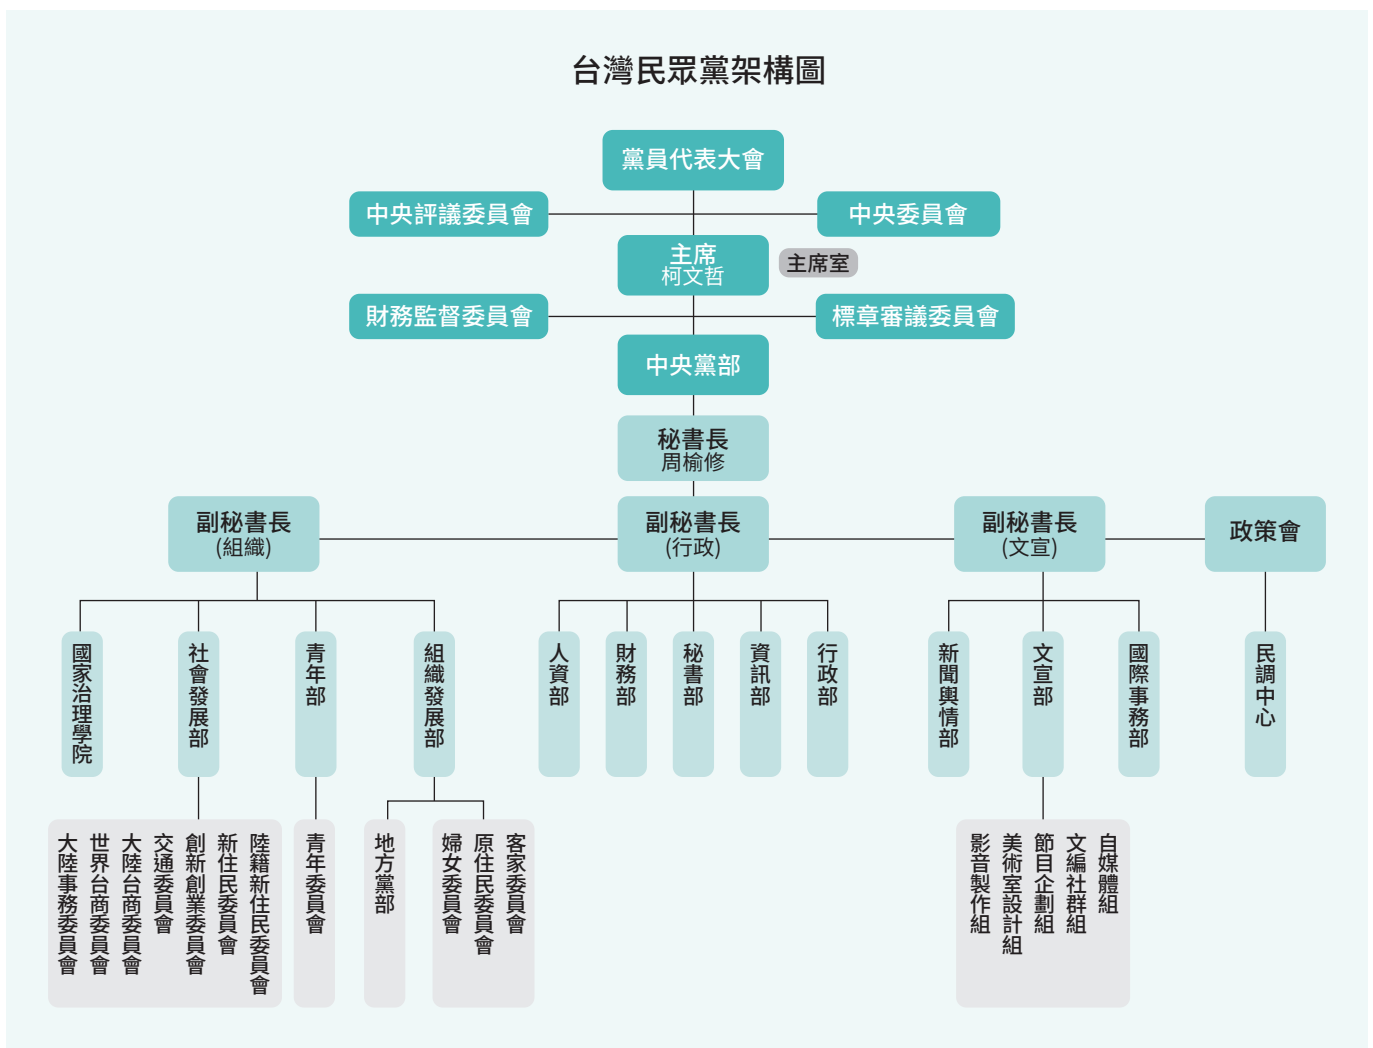 台灣民眾黨架構圖
黨員代表大會
中央評議委員會
中央委員會
主席
柯文哲
主席室
財務監督委員會
標章審議委員會
中央黨部
秘書長
周榆修
副秘書長
(組織)
副秘書長
(行政)
副秘書長
(文宣)
政策會
國家治理學院
社會發展部
青年部
組織發展部
人資部
財務部
秘書部
資訊部
行政部
新聞輿情部
文宣部
國際事務部
民調中心
大陸事務委員會
世界台商委員會
大陸台商委員會
交通委員會
創新創業委員會
新住民委員會
陸籍新住民委員會
青年委員會
地方黨部
婦女委員會
原住民委員會
客家委員會
影音製作組
美術室設計組
節目企劃組
文編社群組
自媒體組